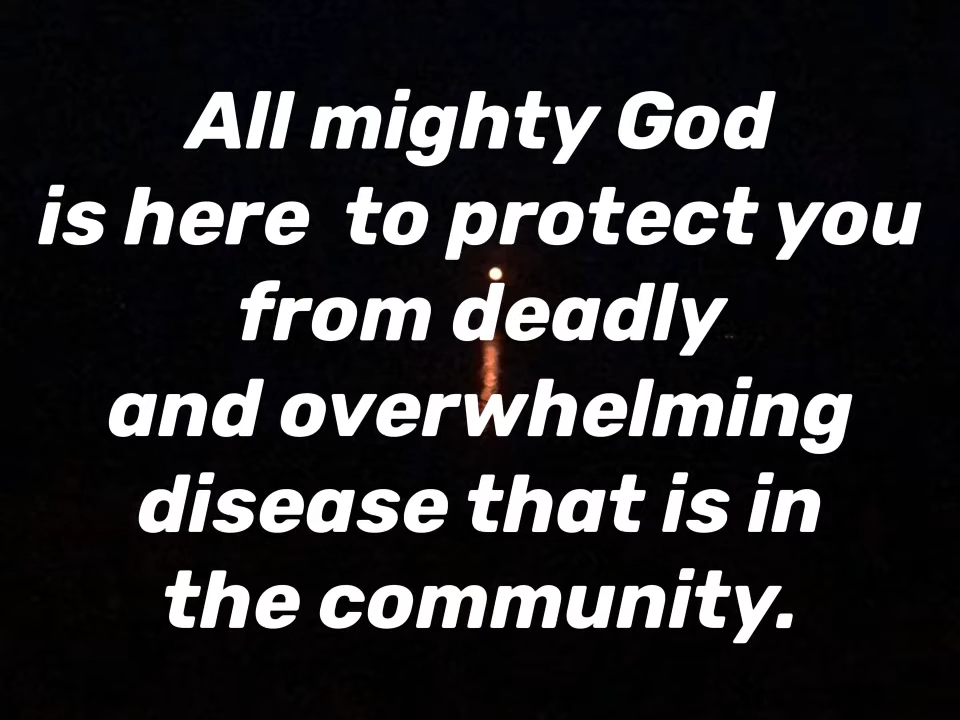 All mighty God
is here  to protect you
from deadly
and overwhelming
disease that is in
the community.